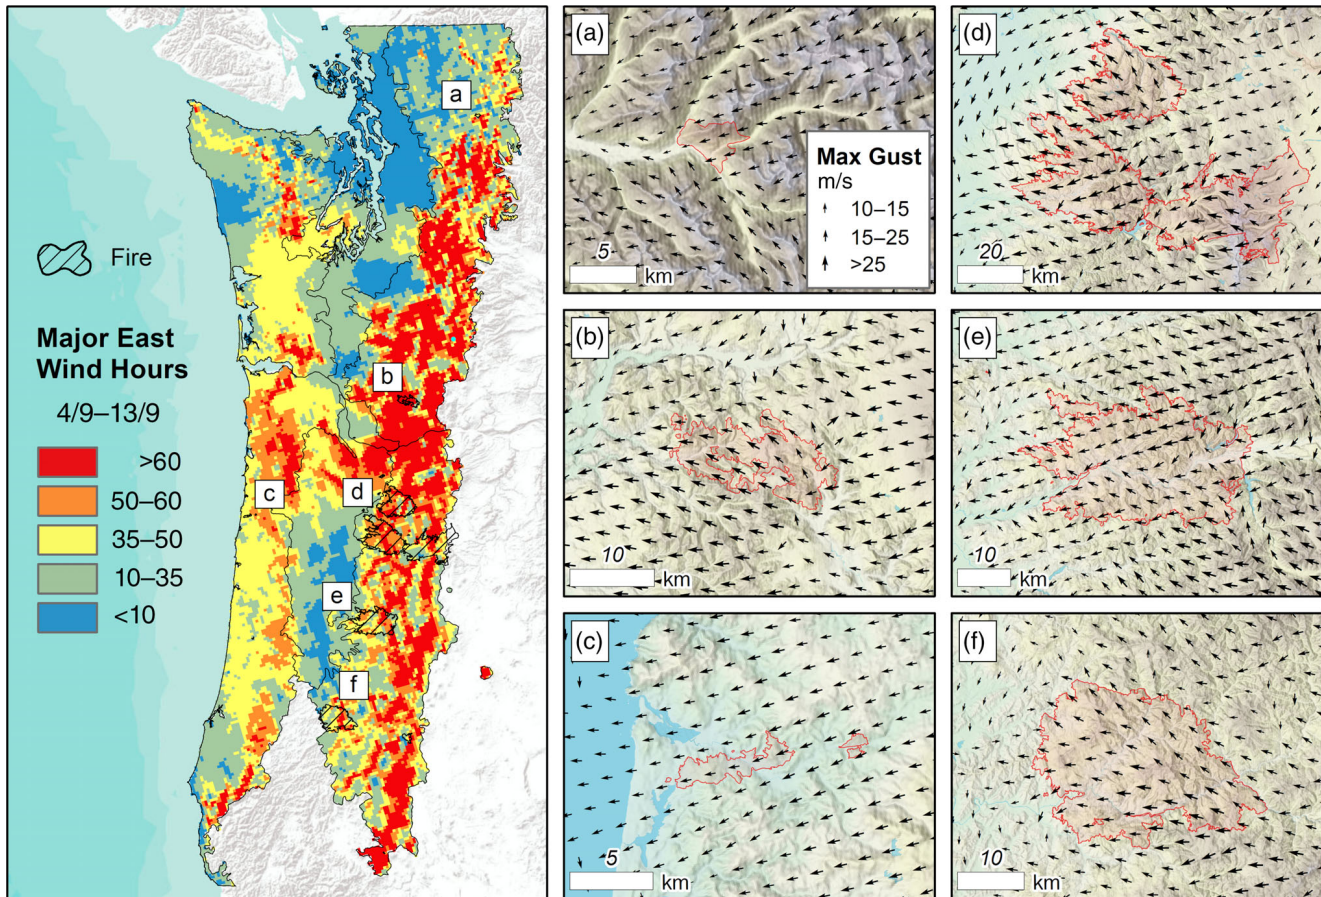 a
b
c
d
e
f
Fire
Major East
Wind Hours
4/9–13/9
>60
50–60
35–50
10–35
<10
(a)
Max Gust
m/s
10–15
15–25
>25
5
km
(b)
10
km
(c)
5
km
(d)
20
km
(e)
10
km
(f)
10
km